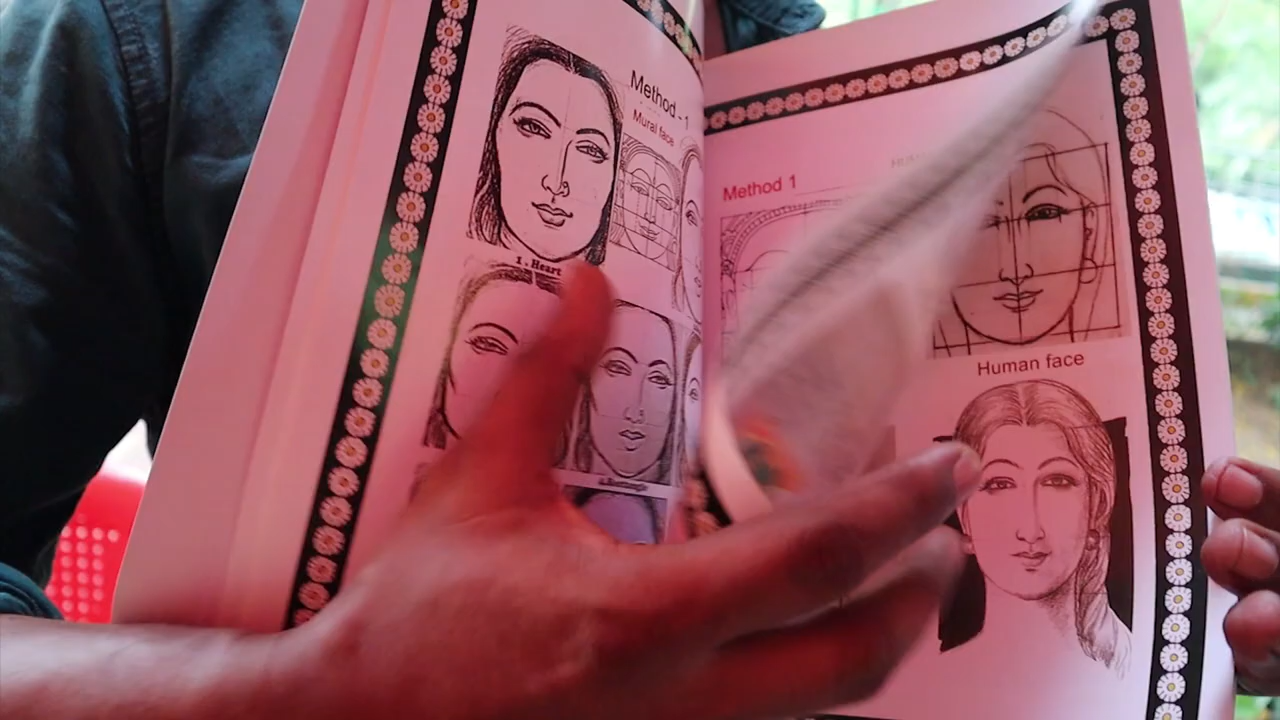 Method - 1
Mural face
1 . Heart
Method 1
Human face